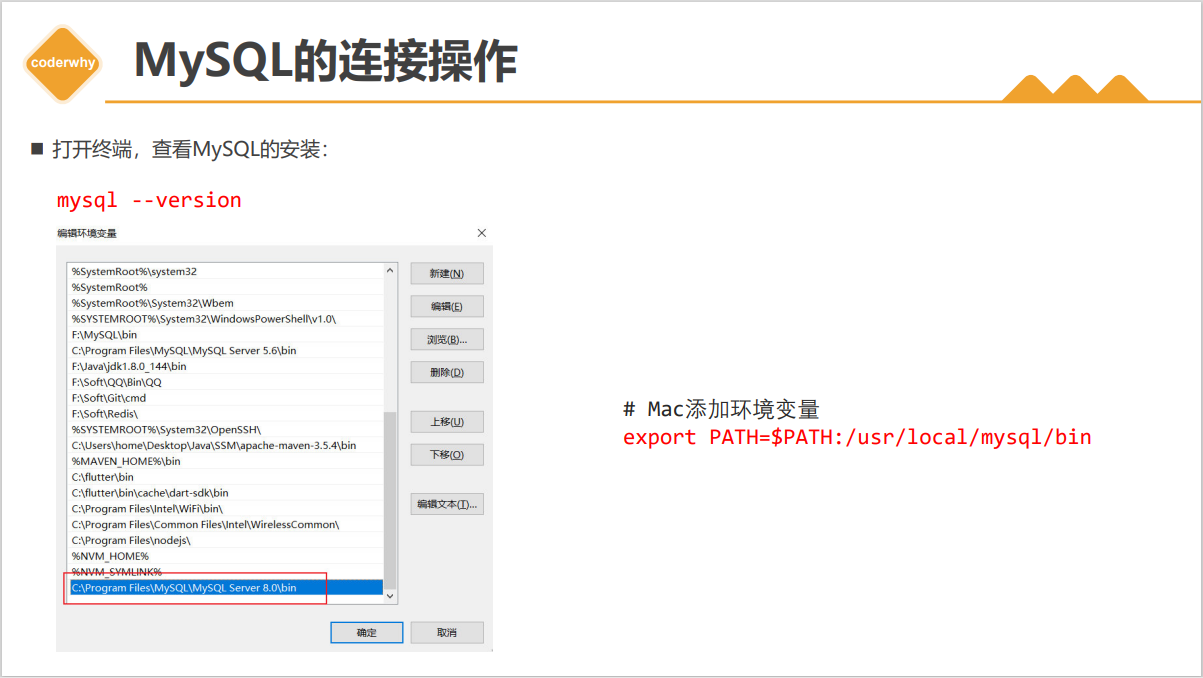 coderwhy
MySQL的连接操作
■ 打开终端，查看MySQL的安装：
mysql --version
编辑环境变量
%SystemRoot%\system32
%SystemRoot%
%SystemRoot%\System32\Wbem
%SYSTEMROOT%\System32\WindowsPowerShell\v1.0\
F:\MySQL\bin
C:\Program Files\MySQL\MySQL Server 5.6\bin
F:\Java\jdk1.8.0_144\bin
F:\Soft\QQ\Bin\QQ
F:\Soft\Git\cmd
F:\Soft\Redis\
%SYSTEMROOT%\System32\OpenSSH\
C:\Users\home\Desktop\Java\SSM\apache-maven-3.5.4\bin
%MAVEN_HOME%\bin
C:\flutter\bin
C:\flutter\bin\cache\dart-sdk\bin
C:\Program Files\Intel\WiFi\bin\
C:\Program Files\Common Files\Intel\WirelessCommon\
C:\Program Files\nodejs\
%NVM_HOME%
%NVM_SYMLINK%
C:\Program Files\MySQL\MySQL Server 8.0\bin
新建(N)
编辑(E)
浏览(B)...
删除(D)
上移(U)
下移(O)
编辑文本(T)...
确定
取消
# Mac添加环境变量
export PATH=$PATH:/usr/local/mysql/bin